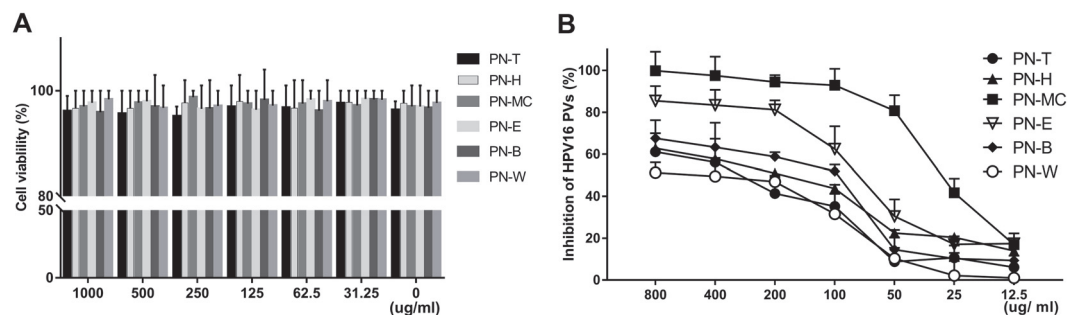 A
Cell viablility (%)
100
80
50
0
1000 500 250 125 62.5 31.25 0
(ug/ml)
PN-T
PN-H
PN-MC
PN-E
PN-B
PN-W
B
Inhibition of HPV16 PVs (%)
100
80
60
40
20
0
800 400 200 100 50 25 12.5
(ug/ ml)
PN-T
PN-H
PN-MC
PN-E
PN-B
PN-W